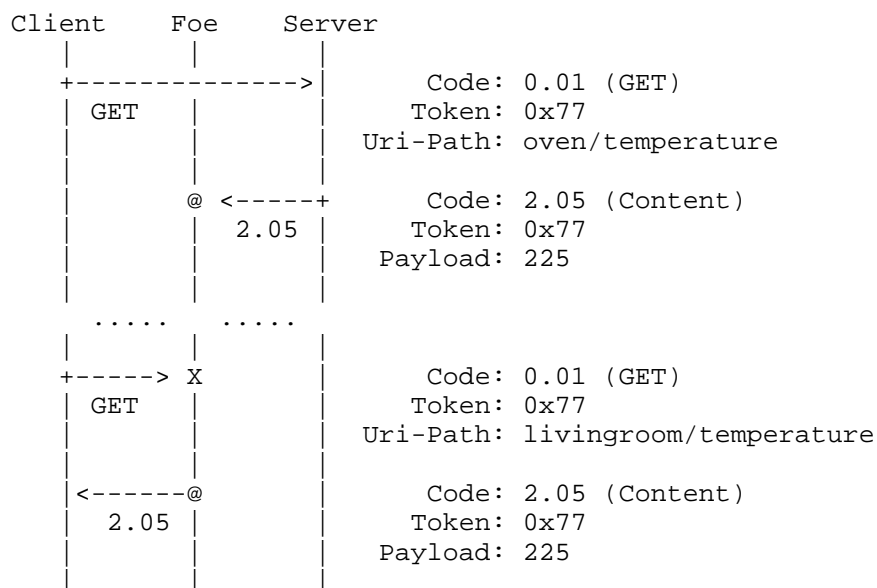 Client Foe Server
| | |
+-------------->| Code: 0.01 (GET)
| GET | | Token: 0x77
| | | Uri-Path: oven/temperature
| | |
| @ <-----+ Code: 2.05 (Content)
| | 2.05 | Token: 0x77
| | | Payload: 225
| | |
..... .....
| | |
+-----> X | Code: 0.01 (GET)
| GET | | Token: 0x77
| | | Uri-Path: livingroom/temperature
| | |
|<------@ | Code: 2.05 (Content)
| 2.05 | | Token: 0x77
| | | Payload: 225
| | |